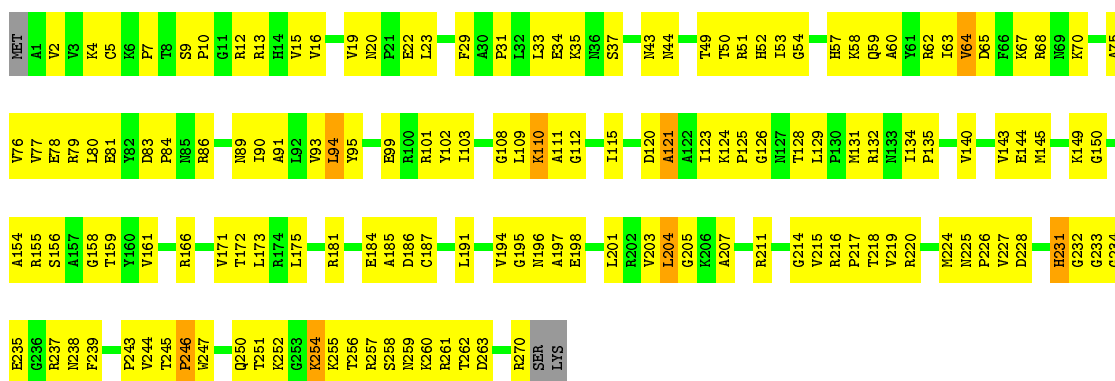 MET A1 V2 V3 K4 C5 K6 P7 T8 S9 P10 G11 R12 R13 H14 V15 V16 V19 N20 P21 E22 L23 F29 A30 P31 L32 L33 E34 K35 N36 S37 N43 N44 T49 T50 R51 H52 I53 G54 H57 K58 Q59 A60 Y61 R62 I63 V64 D65 F66 K67 R68 N69 K70 A75
V76 V77 E78 R79 L80 E81 Y82 D83 P84 N85 R86 N89 I90 A91 L92 V93 L94 Y95 E99 R100 R101 Y102 I103 G108 L109 K110 A111 G112 I115 D120 A121 A122 I123 K124 P125 G126 N127 T128 L129 P130 M131 R132 N133 I134 P135 V140 V143 E144 M145 K149 G150
A154 R155 S156 A157 G158 T159 Y160 V161 R166 V171 T172 L173 R174 L175 R181 E184 A185 D186 C187 L191 V194 G195 N196 A197 E198 L201 R202 V203 L204 G205 K206 A207 R211 G214 V215 R216 P217 T218 V219 R220 M224 N225 P226 V227 D228 H231 G232 G233 G234
E235 G236 R237 N238 F239 P243 V244 T245 P246 W247 Q250 T251 K252 G253 K254 K255 T256 R257 S258 N259 K260 R261 T262 D263 R270 SER LYS